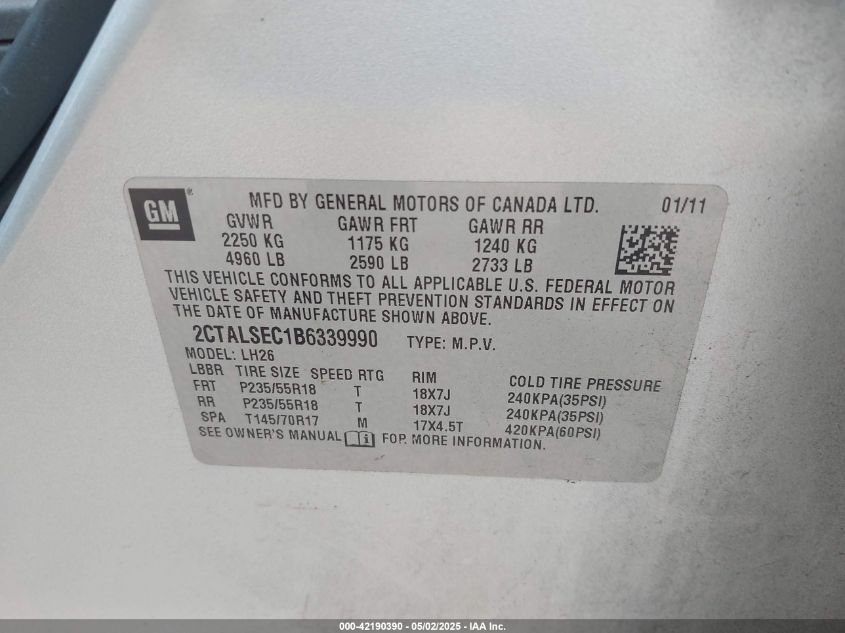 GM
MFD BY GENERAL MOTORS OF CANADA LTD. 01/11
GVWR GAWR FRT GAWR RR
2250 KG 1175 KG 1240 KG
4960 LB 2590 LB 2733 LB
THIS VEHICLE CONFORMS TO ALL APPLICABLE U.S. FEDERAL MOTOR
VEHICLE SAFETY AND THEFT PREVENTION STANDARDS IN EFFECT ON
THE DATE OF MANUFACTURE SHOWN ABOVE.
2CTALSEC1B6339990 TYPE: M.P.V.
MODEL: LH26
LBBR TIRE SIZE SPEED RTG RIM COLD TIRE PRESSURE
FRT P235/55R18 T 18X7J 240KPA(35PSI)
RR P235/55R18 T 18X7J 240KPA(35PSI)
SPA T145/70R17 M 17X4.5T 420KPA(60PSI)
SEE OWNER'S MANUAL FOR MORE INFORMATION.
000-42190390 - 05/02/2025 - IAA Inc.